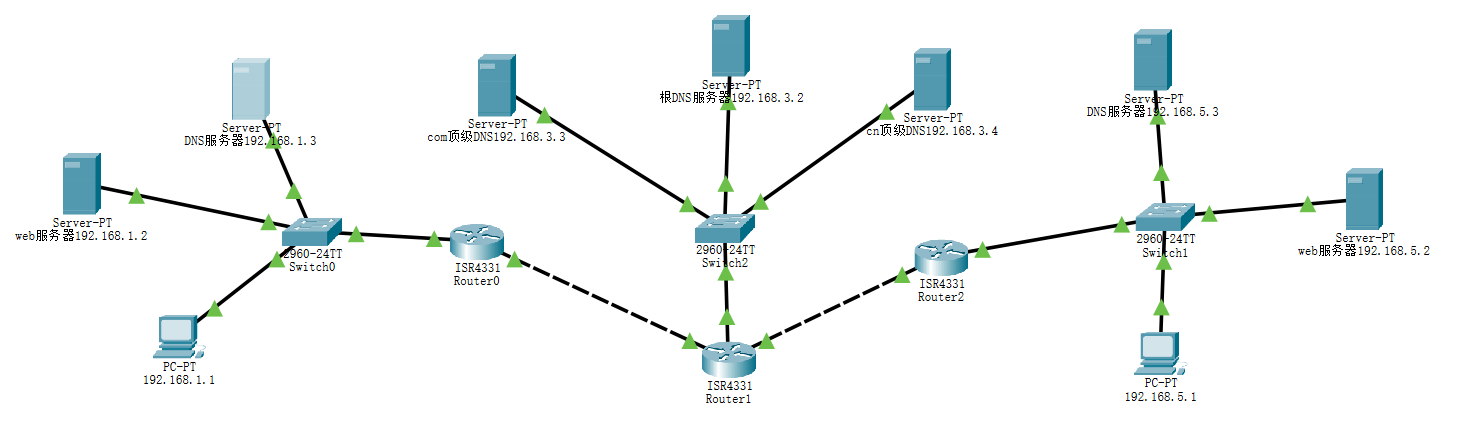 Server-PT
DNS服务器192.168.1.3
Server-PT
web服务器192.168.1.2
2960-24TT
Switch0
PC-PT
192.168.1.1
ISR4331
Router0
Server-PT
com顶级DNS192.168.3.3
Server-PT
根DNS服务器192.168.3.2
Server-PT
cn顶级DNS192.168.3.4
2960-24TT
Switch2
ISR4331
Router1
ISR4331
Router2
Server-PT
DNS服务器192.168.5.3
2960-24TT
Switch1
Server-PT
web服务器192.168.5.2
PC-PT
192.168.5.1